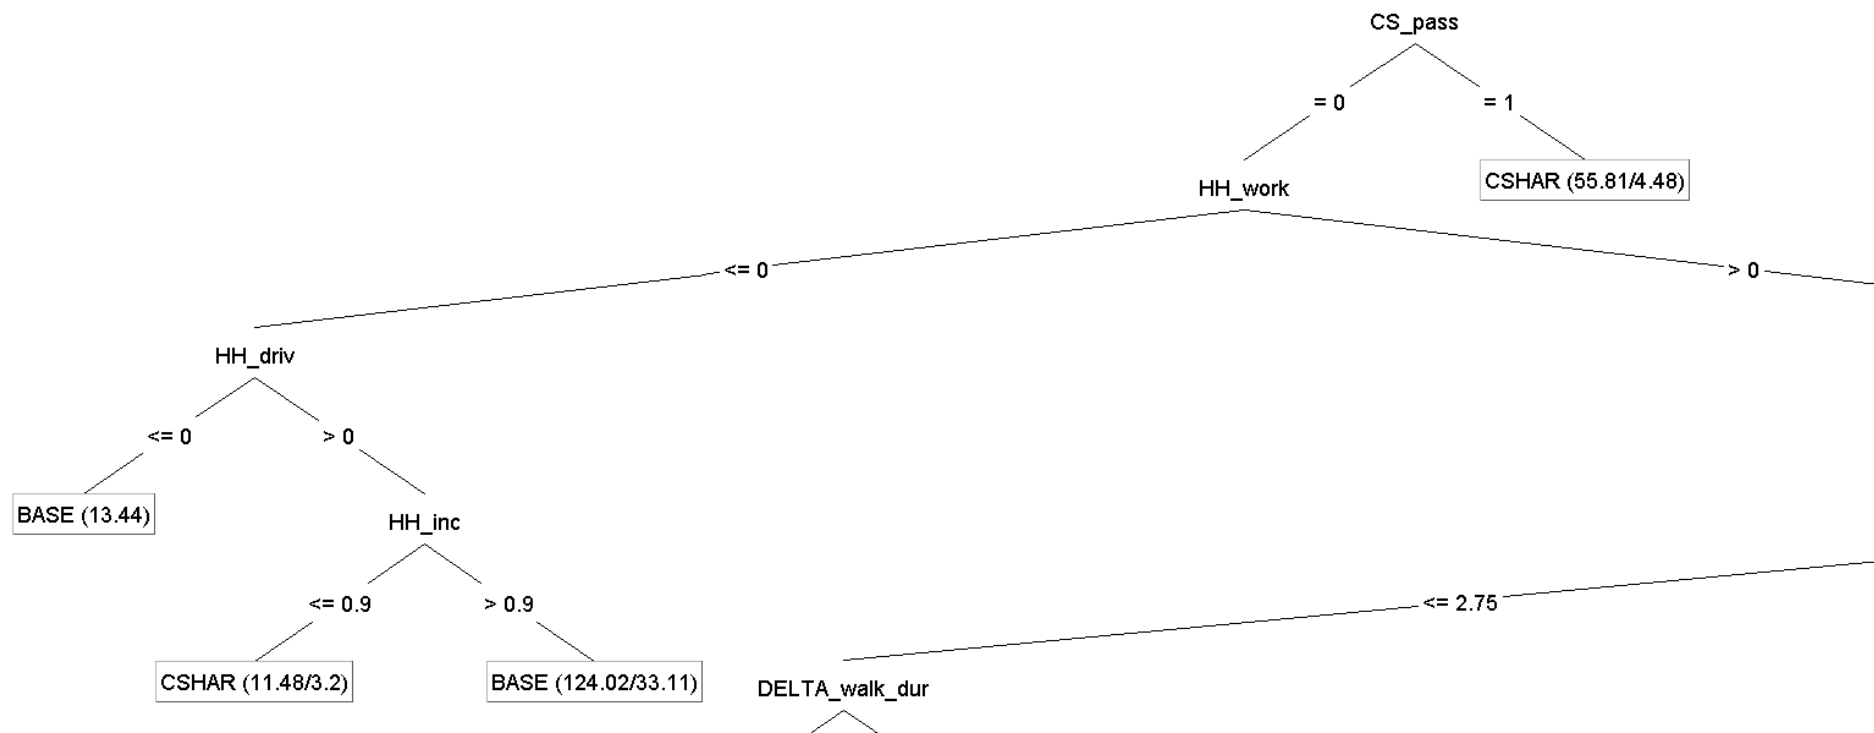 CS_pass
= 0
= 1
HH_work
CSHAR (55.81/4.48)
<= 0
> 0
HH_driv
<= 0
> 0
BASE (13.44)
HH_inc
<= 0.9
> 0.9
<= 2.75
CSHAR (11.48/3.2)
BASE (124.02/33.11)
DELTA_walk_dur